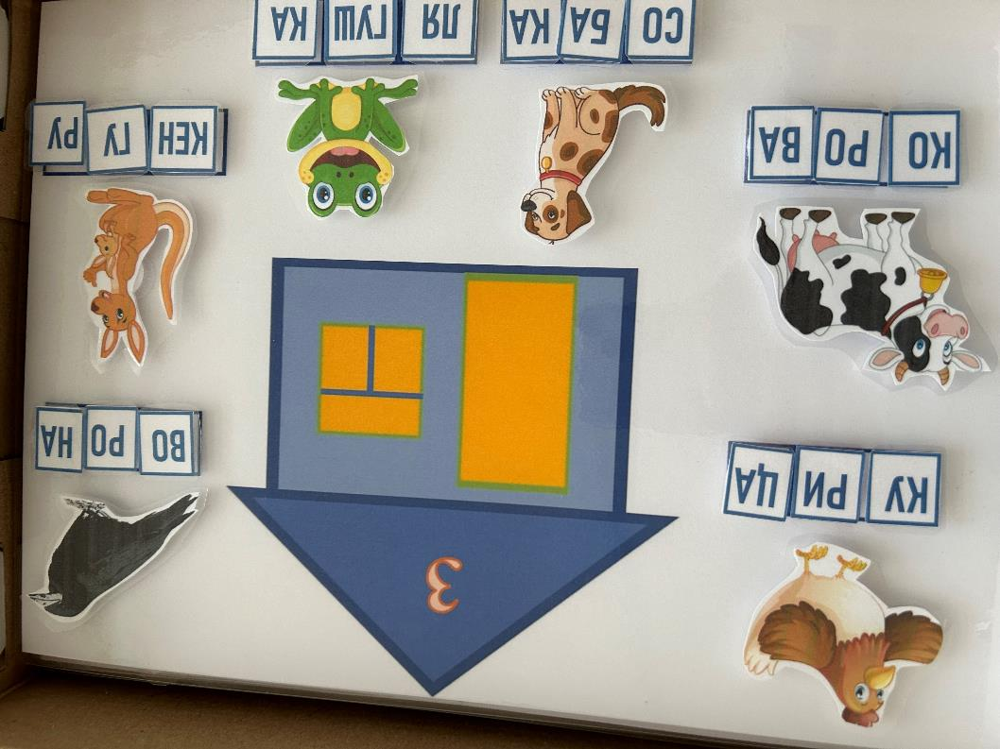 3
КУ РИ ЦА
ВО РО НА
КО РО ВА
КЕН ГУ РУ
СО БА КА
ЛЯ ГУШ КА